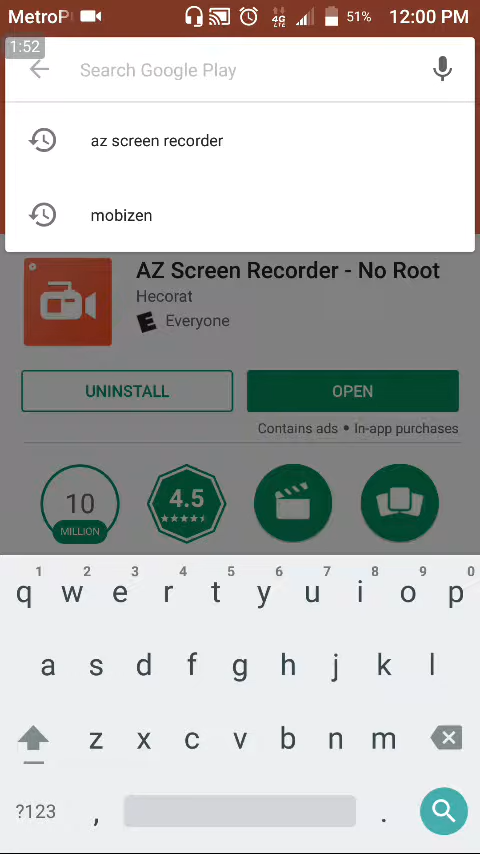 MetroP 4G LTE 51% 12:00 PM
1:52
Search Google Play
az screen recorder
mobizen
AZ Screen Recorder - No Root
Hecorat
E Everyone
UNINSTALL OPEN
Contains ads • In-app purchases
10 4.5
MILLION
1 2 3 4 5 6 7 8 9 0
q w e r t y u i o p
a s d f g h j k l
z x c v b n m
?123 , .